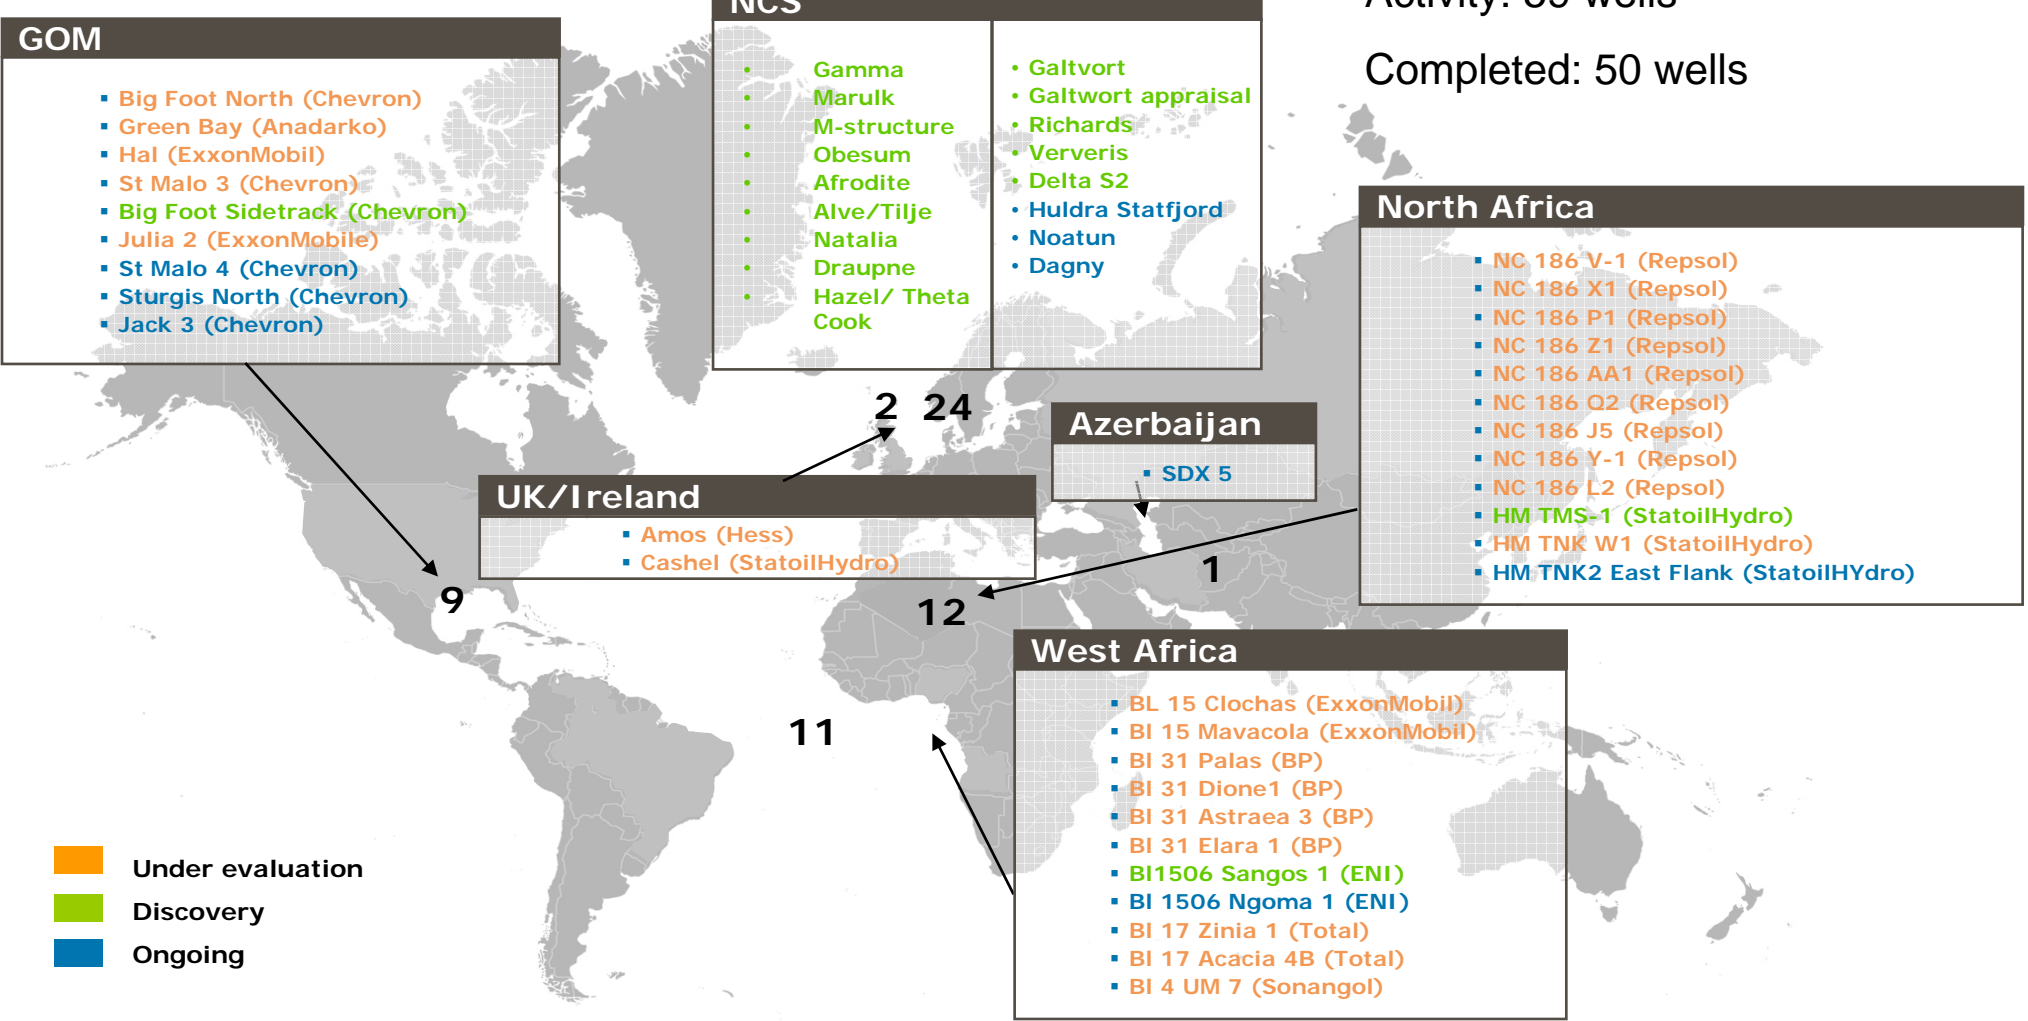 NCS
Activity: 59 wells
Completed: 50 wells
GOM
Big Foot North (Chevron)
Green Bay (Anadarko)
Hal (ExxonMobil)
St Malo 3 (Chevron)
Big Foot Sidetrack (Chevron)
Julia 2 (ExxonMobile)
St Malo 4 (Chevron)
Sturgis North (Chevron)
Jack 3 (Chevron)
Gamma
Marulk
M-structure
Obesum
Afrodite
Alve/Tilje
Natalia
Draupne
Hazel/ Theta
Cook
Galtvort
Galtwort appraisal
Richards
Ververis
Delta S2
Huldra Statfjord
Noatun
Dagny
North Africa
NC 186 V-1 (Repsol)
NC 186 X1 (Repsol)
NC 186 P1 (Repsol)
NC 186 Z1 (Repsol)
NC 186 AA1 (Repsol)
NC 186 Q2 (Repsol)
NC 186 J5 (Repsol)
NC 186 Y-1 (Repsol)
NC 186 L2 (Repsol)
HM TMS-1 (StatoilHydro)
HM TNK W1 (StatoilHydro)
HM TNK2 East Flank (StatoilHYdro)
2 24
Azerbaijan
SDX 5
UK/Ireland
Amos (Hess)
Cashel (StatoilHydro)
9
1
12
11
West Africa
BL 15 Clochas (ExxonMobil)
Bl 15 Mavacola (ExxonMobil)
Bl 31 Palas (BP)
Bl 31 Dione1 (BP)
Bl 31 Astraea 3 (BP)
Bl 31 Elara 1 (BP)
Bl1506 Sangos 1 (ENI)
Bl 1506 Ngoma 1 (ENI)
Bl 17 Zinia 1 (Total)
Bl 17 Acacia 4B (Total)
Bl 4 UM 7 (Sonangol)
Under evaluation
Discovery
Ongoing